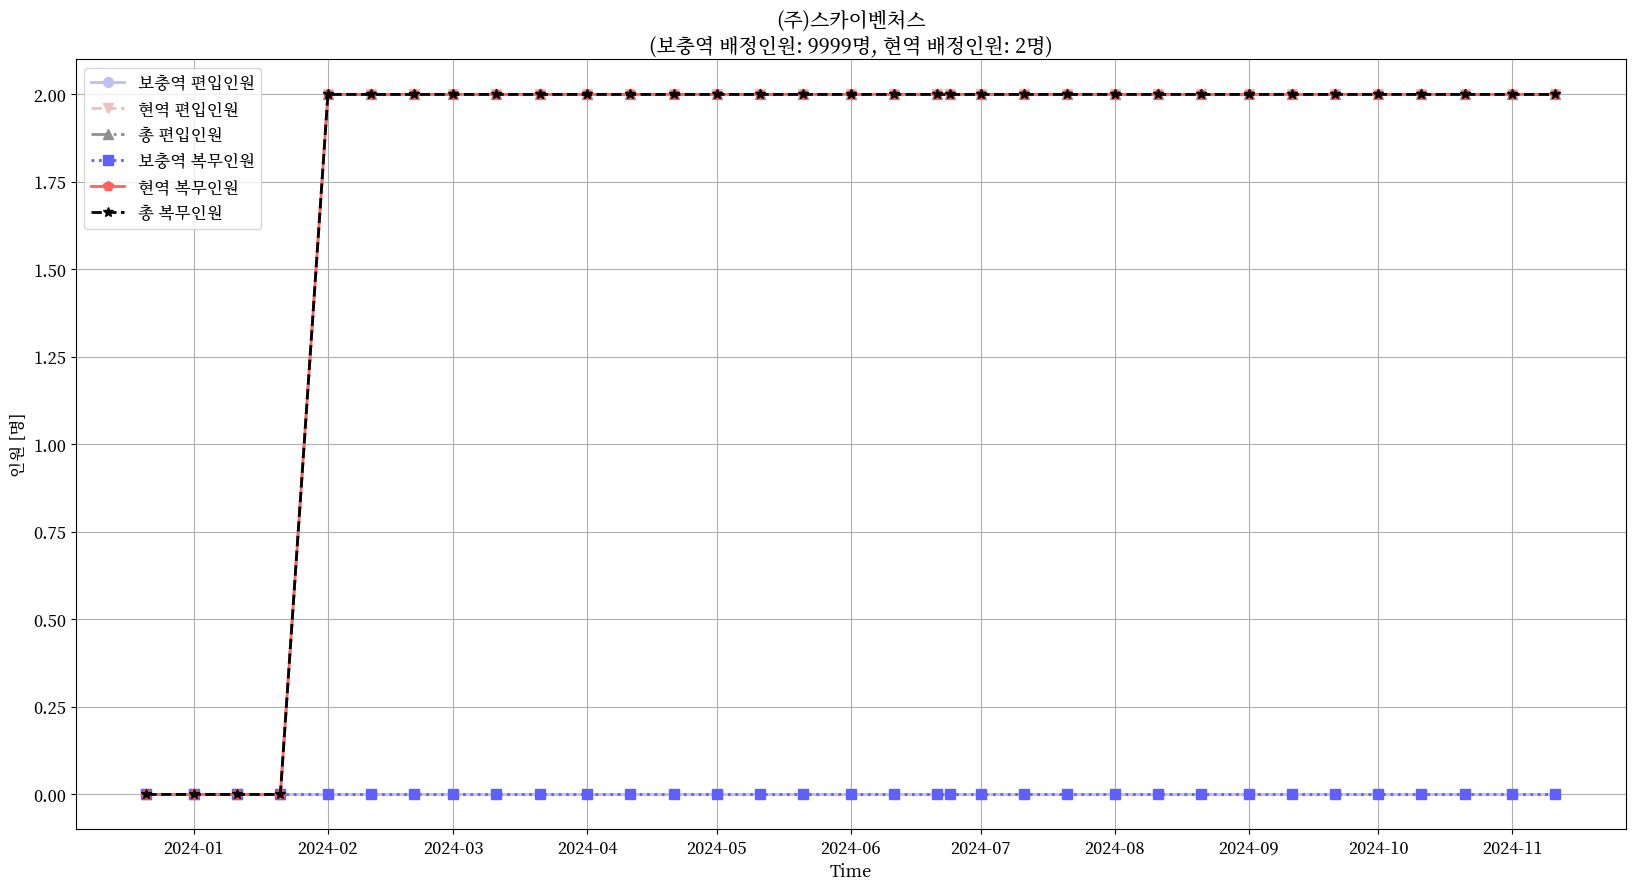 (주)스카이벤처스
(보충역 배정인원: 9999명, 현역 배정인원: 2명)
보충역 편입인원
현역 편입인원
총 편입인원
보충역 복무인원
현역 복무인원
총 복무인원
2.00
1.75
1.50
1.25
1.00
0.75
0.50
0.25
0.00
인원 [명]
2024-01 2024-02 2024-03 2024-04 2024-05 2024-06 2024-07 2024-08 2024-09 2024-10 2024-11
Time